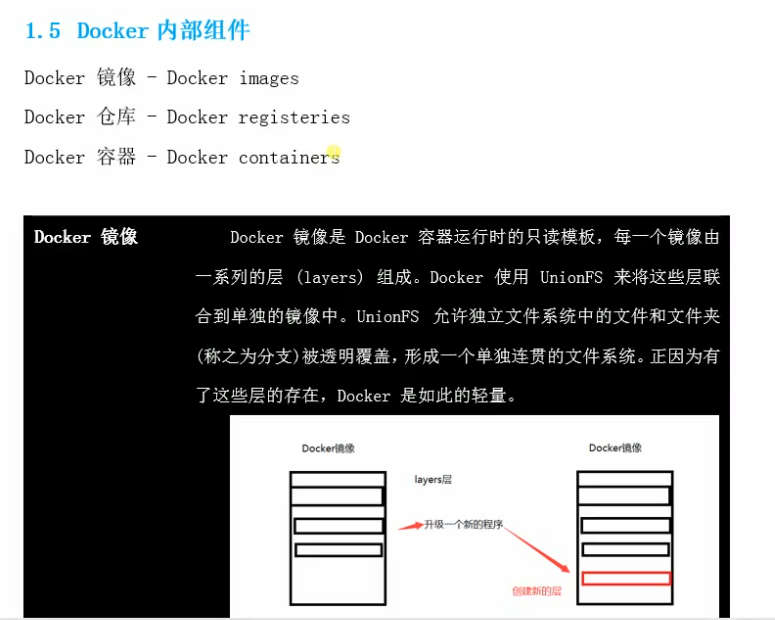 1.5 Docker 内部组件
Docker 镜像 - Docker images
Docker 仓库 - Docker registeries
Docker 容器 - Docker containers
Docker 镜像
Docker 镜像是 Docker 容器运行时的只读模板，每一个镜像由
一系列的层 (layers) 组成。Docker 使用 UnionFS 来将这些层联
合到单独的镜像中。UnionFS 允许独立文件系统中的文件和文件夹
(称之为分支)被透明覆盖，形成一个单独连贯的文件系统。正因为有
了这些层的存在，Docker 是如此的轻量。
Docker镜像
Docker镜像
layers层
升级一个新的程序
创建新的层